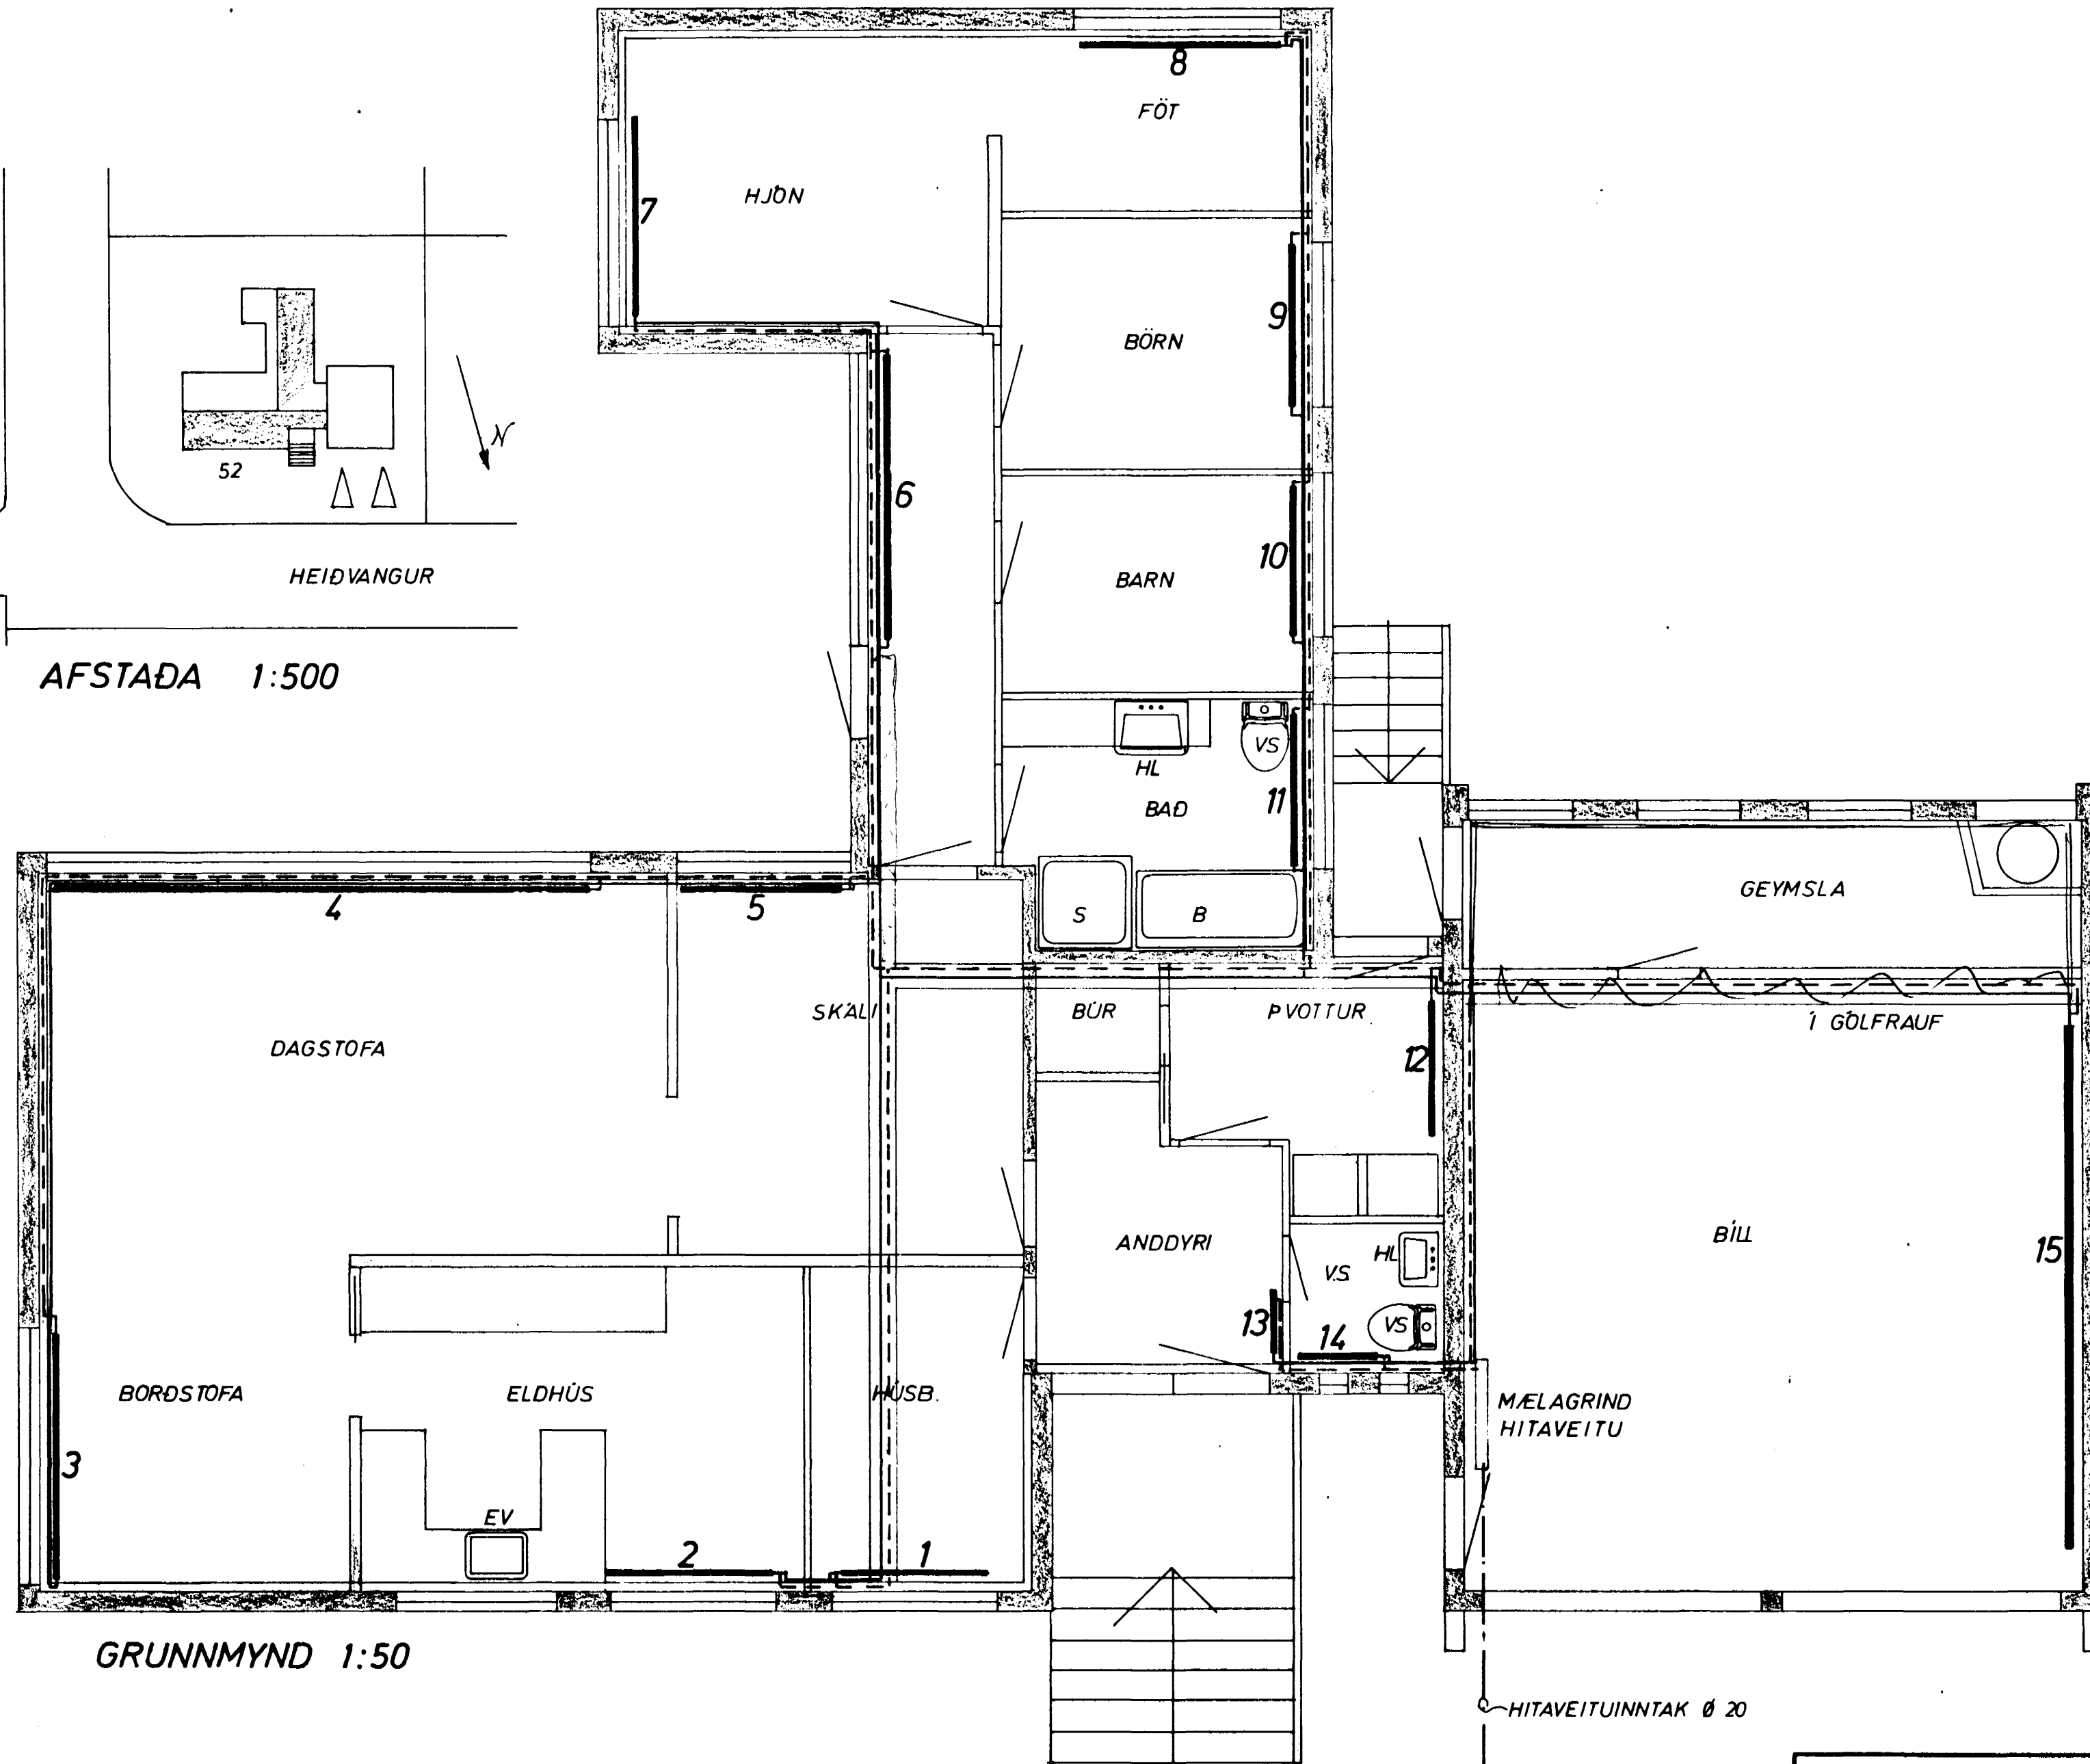 8
FÖT
7
HJÓN
9
BÖRN
N
52
6
10
BARN
HEIÐVANGUR
AFSTAÐA 1:500
VS
HL
11
BAÐ
4
5
S
B
GEYMSLA
SKÁLI
BÚR
ÞVOTTUR
Í GÓLFRAUF
DAGSTOFA
12
ANDDYRI
V.S.
HL
BÍLL
15
13
14
VS
BORÐSTOFA
ELDHÚS
HÚSB.
MÆLAGRIND
HITAVEITU
3
EV
2
1
GRUNNMYND 1:50
HITAVEITUINNTAK Ø 20